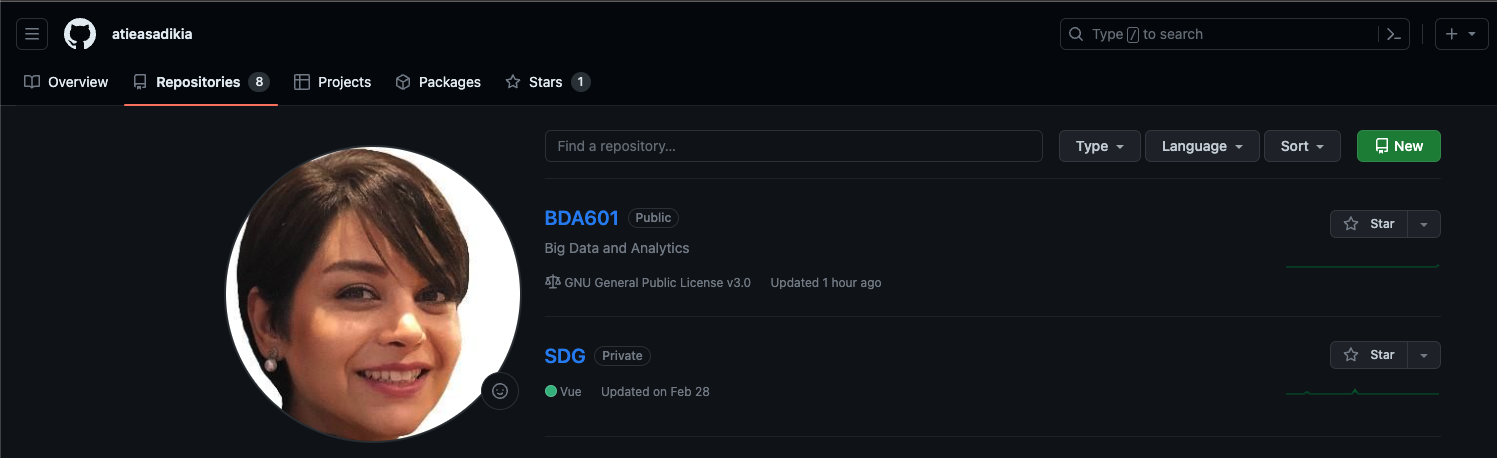 atieasadikia
Type / to search
Overview Repositories 8 Projects Packages Stars 1
Find a repository... Type Language Sort New
BDA601 Public Star
Big Data and Analytics
GNU General Public License v3.0 Updated 1 hour ago
SDG Private Star
Vue Updated on Feb 28